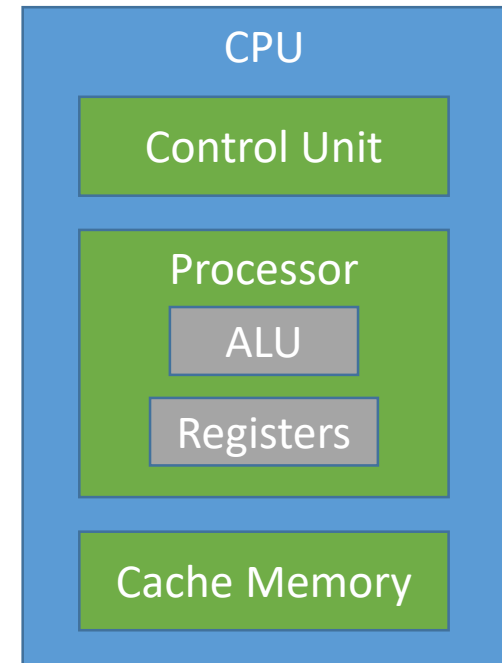 CPU
Control Unit
Processor
ALU
Registers
Cache Memory